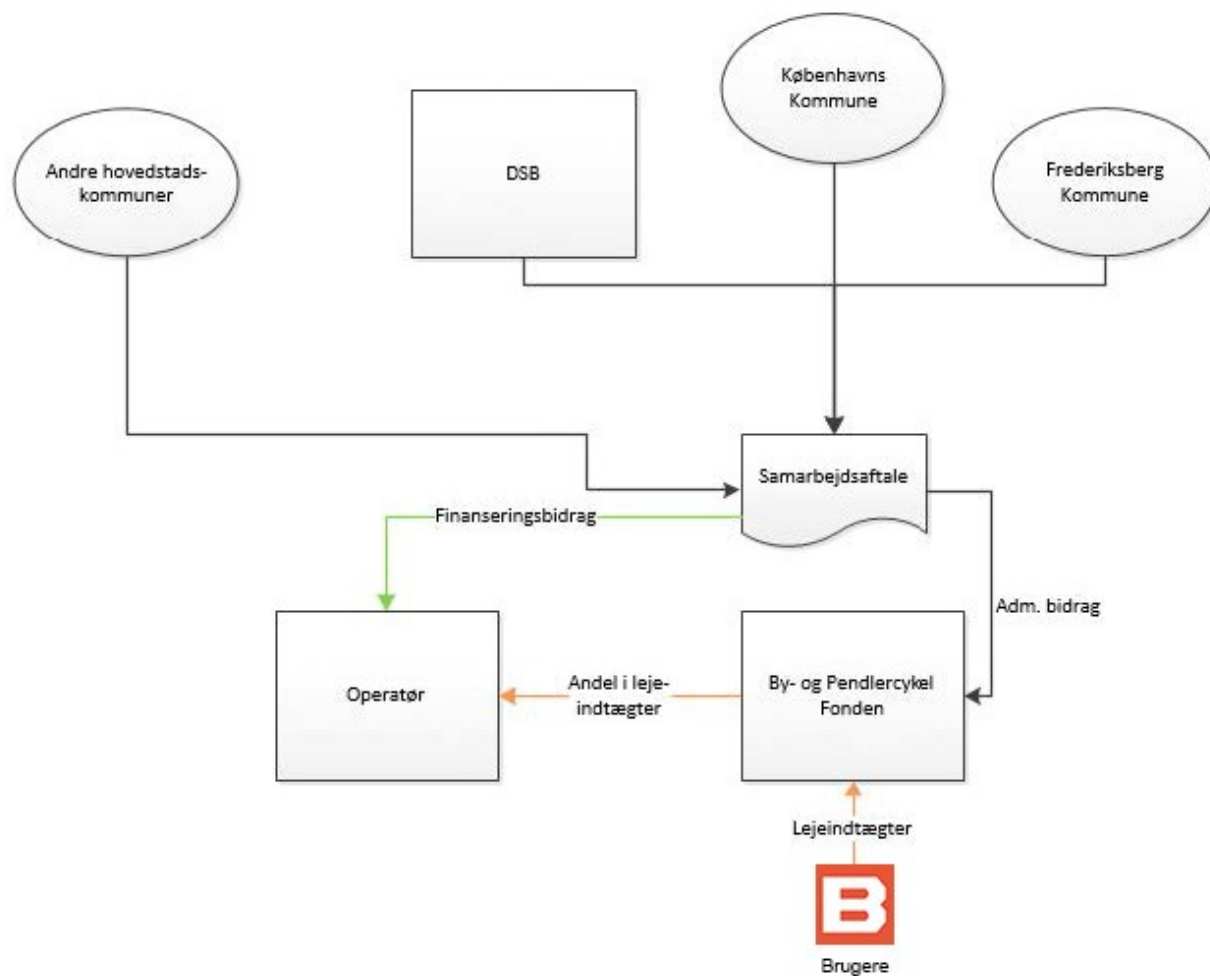 København​s
Kommune
Andre hovedstads-
kommuner
DSB
Frederiksberg
Kommune
Samarbejdsaftale
Finanseringsbidrag
Adm. bidrag
Operatør
Andel i leje-
indtægter
By- og Pendlercykel
Fonden
Lejeindtægter
B
Brugere